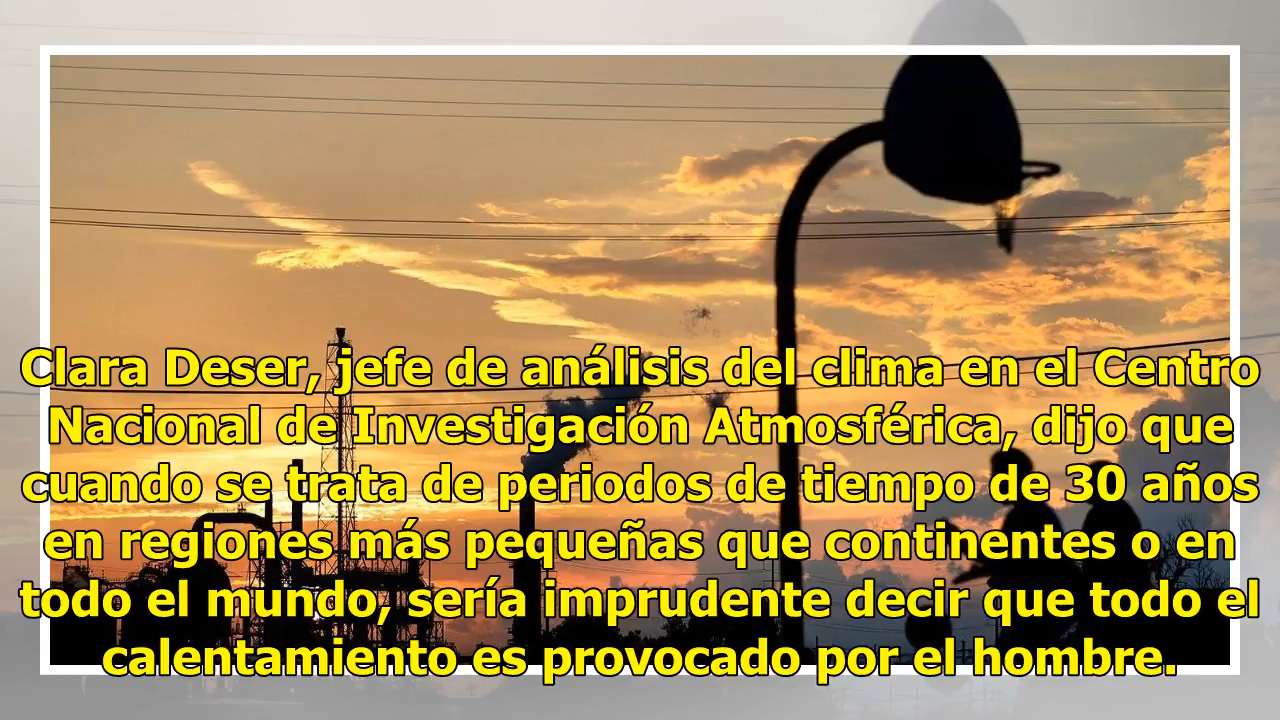 Clara Deser, jefe de análisis del clima en el Centro
Nacional de Investigación Atmosférica, dijo que
cuando se trata de periodos de tiempo de 30 años
en regiones más pequeñas que continentes o en
todo el mundo, sería imprudente decir que todo el
calentamiento es provocado por el hombre.